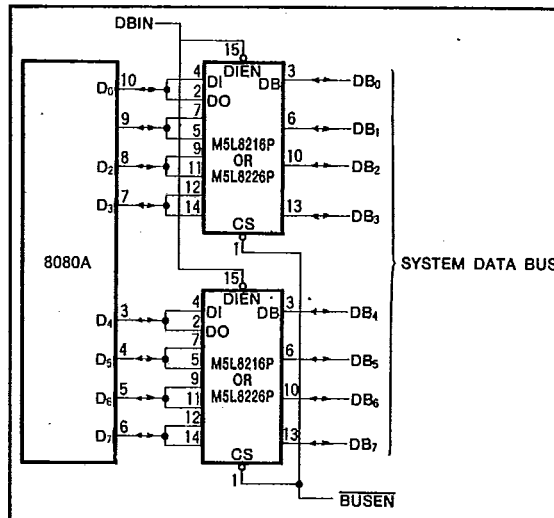 DBIN
15
DIEN
D₀ 10 4 DI DB 3 DB₀
2 DO
9 7 6 DB₁
5
M5L8216P
D₂ 8 9 OR 10 DB₂
11 M5L8226P
D₃ 7 12 13 DB₃
14
CS
1
8080A
SYSTEM DATA BUS
15
DIEN
D₄ 3 4 DI DB 3 DB₄
2 DO
D₅ 4 7 6 DB₅
5 M5L8216P
OR
D₆ 5 9 M5L8226P 10 DB₆
11
D₇ 6 12 13 DB₇
14
CS
1
BUSEN